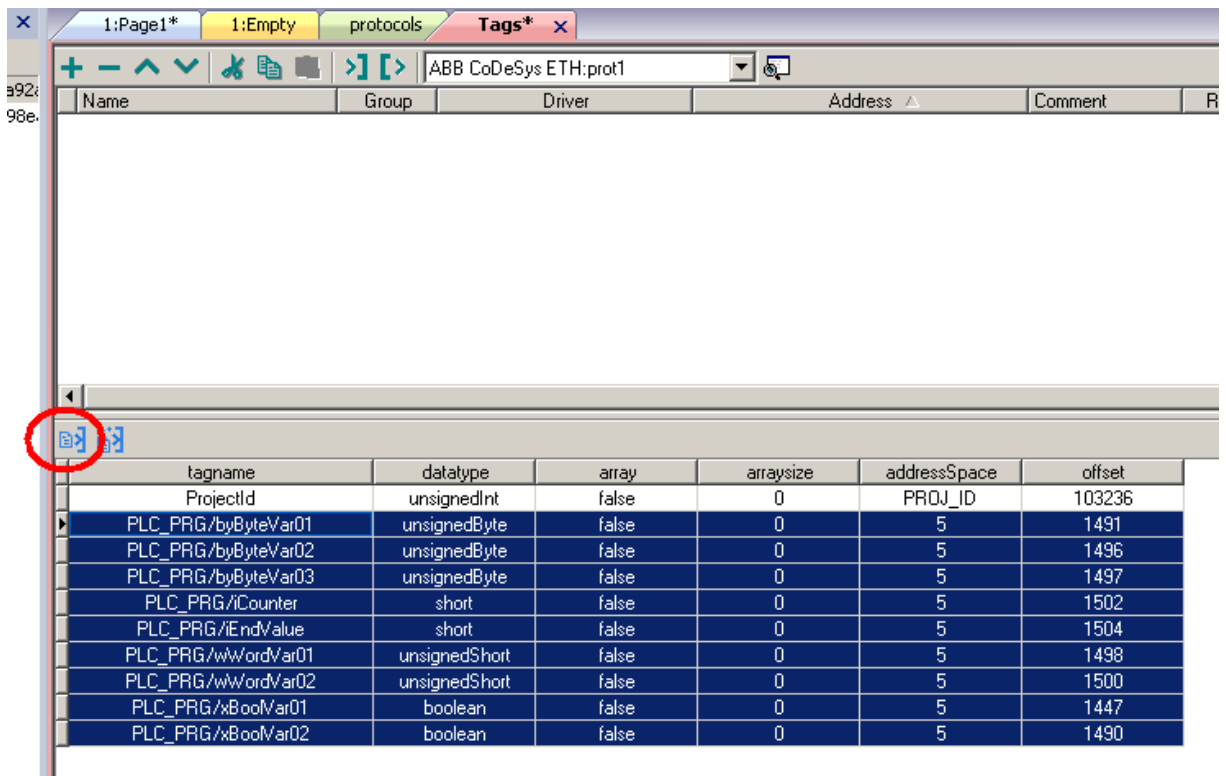 1:Page1* 1:Empty protocols Tags*
ABB CoDeSys ETH:prot1
Name Group Driver Address Comment
tagname datatype array arraysize addressSpace offset
ProjectId unsignedInt false 0 PROJ_ID 103236
PLC_PRG/byByteVar01 unsignedByte false 0 5 1491
PLC_PRG/byByteVar02 unsignedByte false 0 5 1496
PLC_PRG/byByteVar03 unsignedByte false 0 5 1497
PLC_PRG/iCounter short false 0 5 1502
PLC_PRG/iEndValue short false 0 5 1504
PLC_PRG/wWordVar01 unsignedShort false 0 5 1498
PLC_PRG/wWordVar02 unsignedShort false 0 5 1500
PLC_PRG/xBoolVar01 boolean false 0 5 1447
PLC_PRG/xBoolVar02 boolean false 0 5 1490